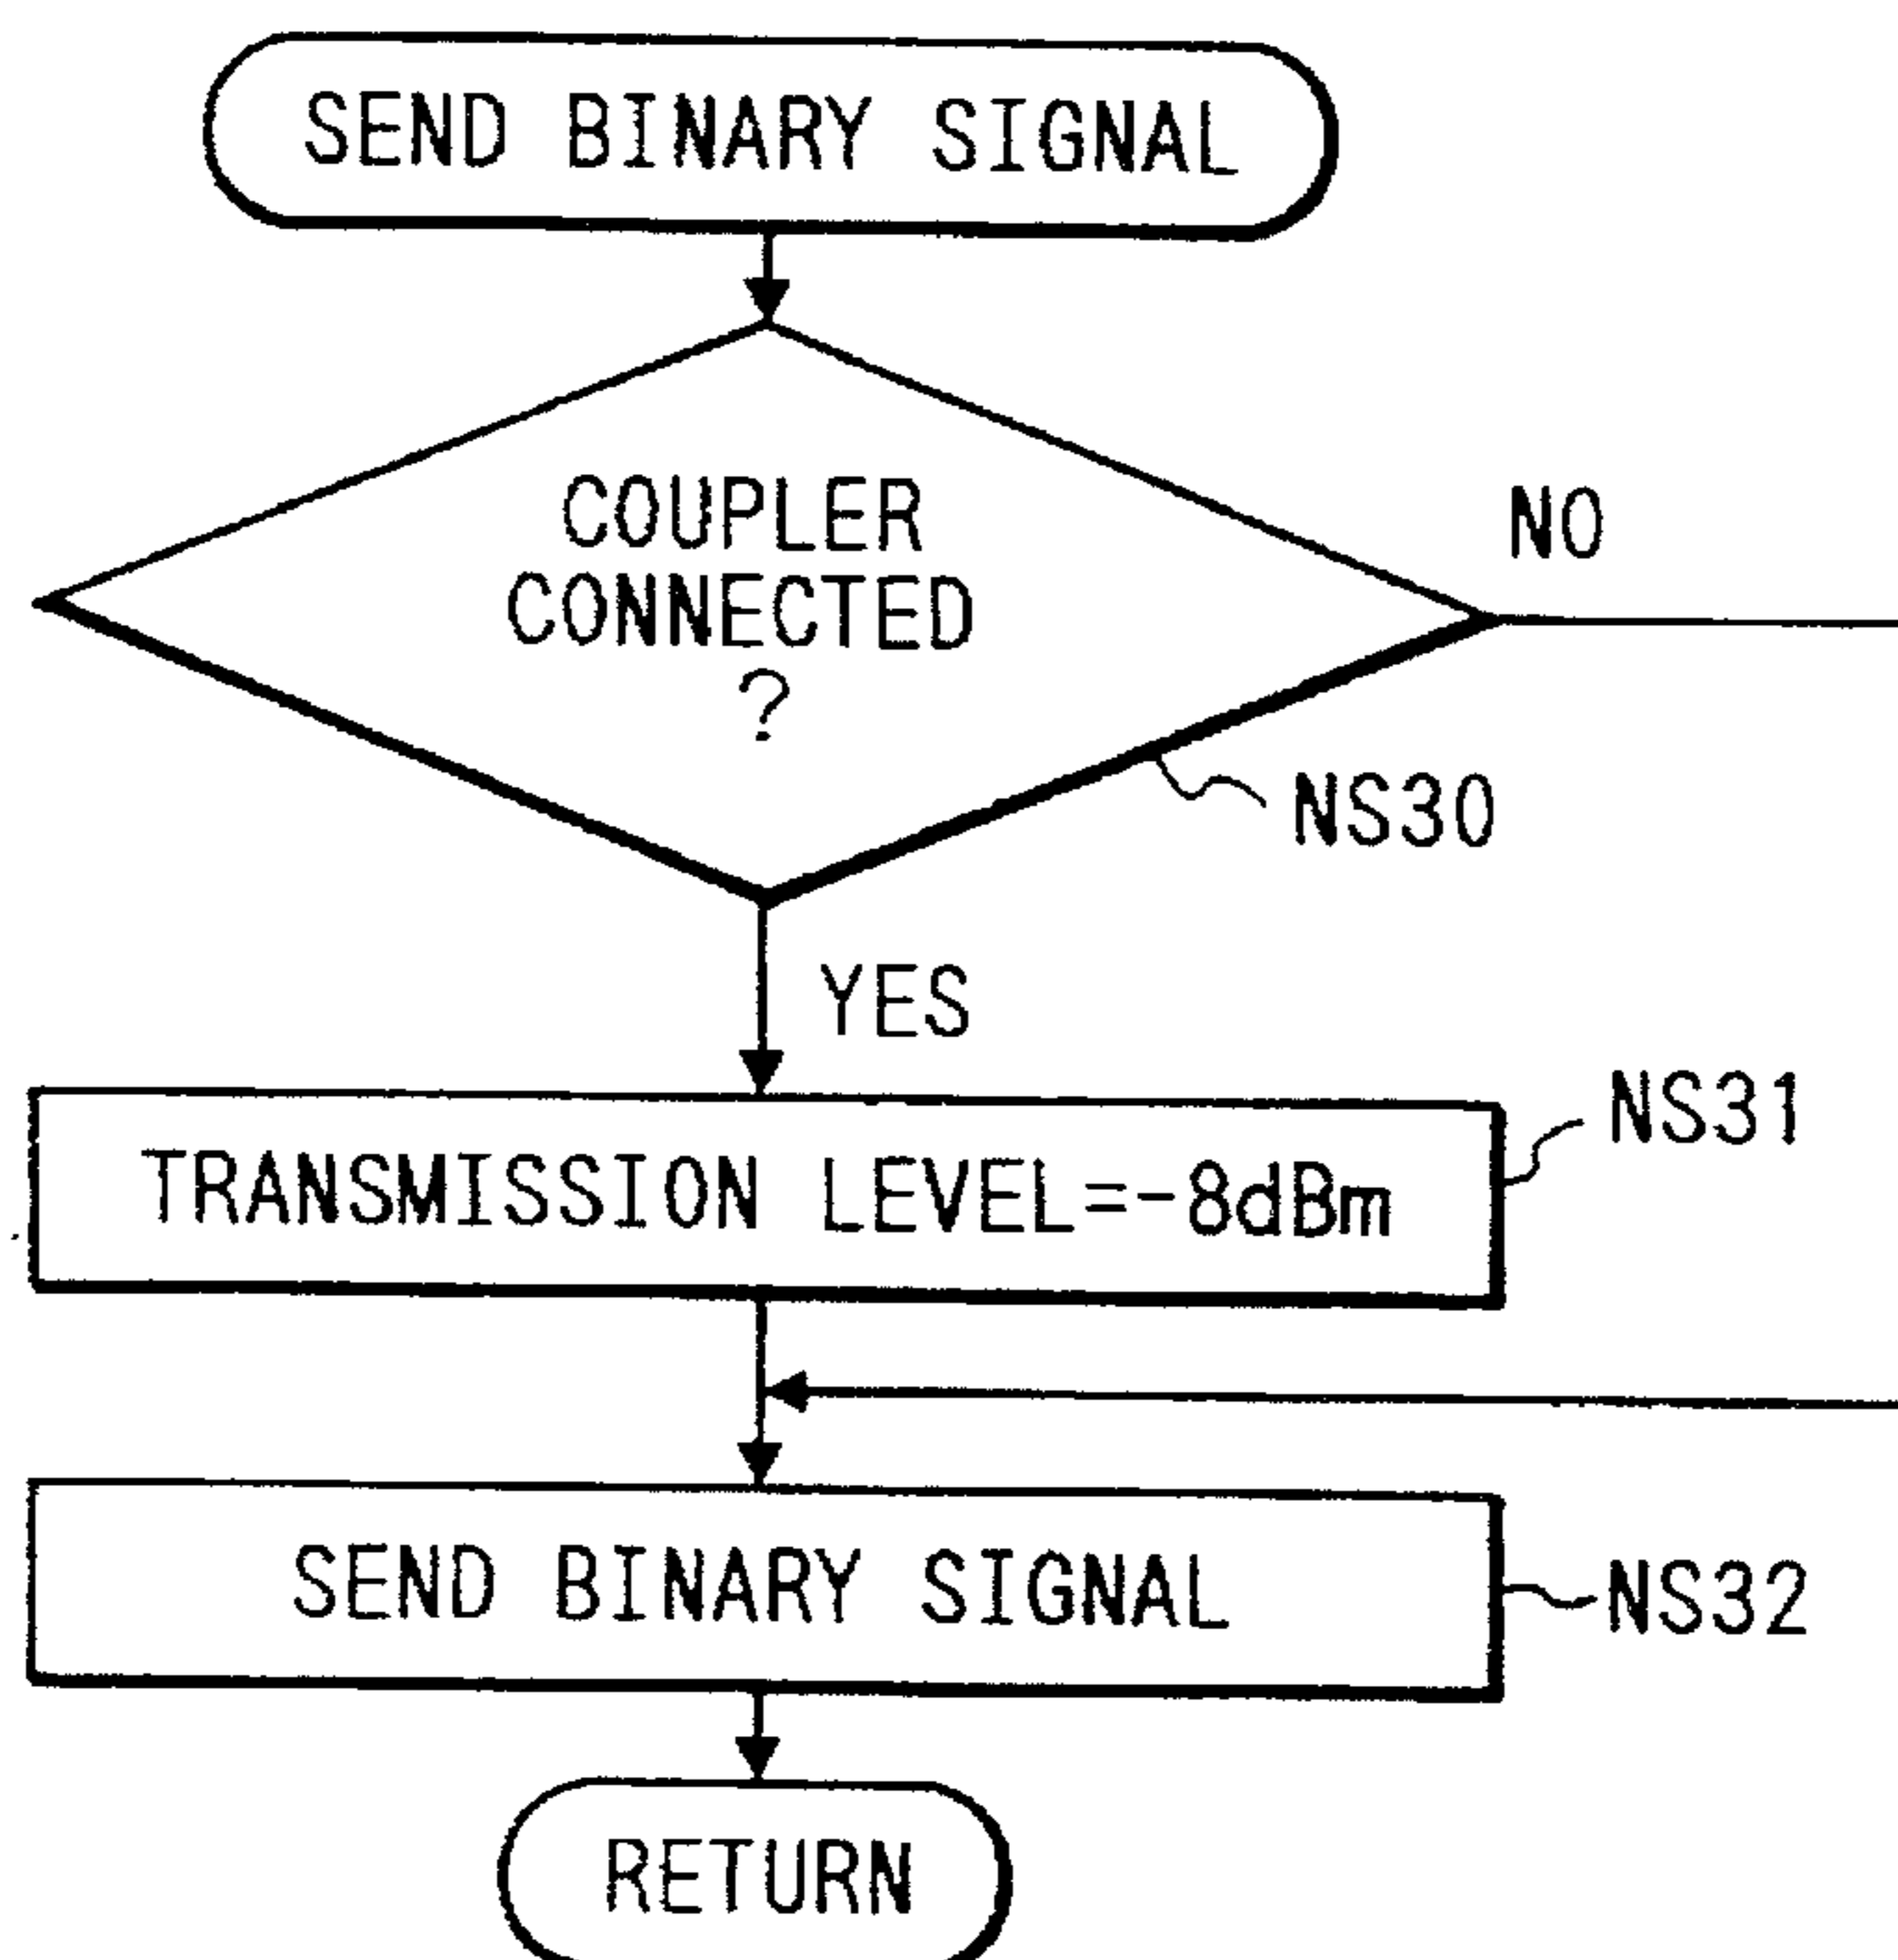 SEND BINARY SIGNAL
COUPLER
CONNECTED
?
NO
NS30
YES
NS31
TRANSMISSION LEVEL=-8dBm
SEND BINARY SIGNAL
NS32
RETURN